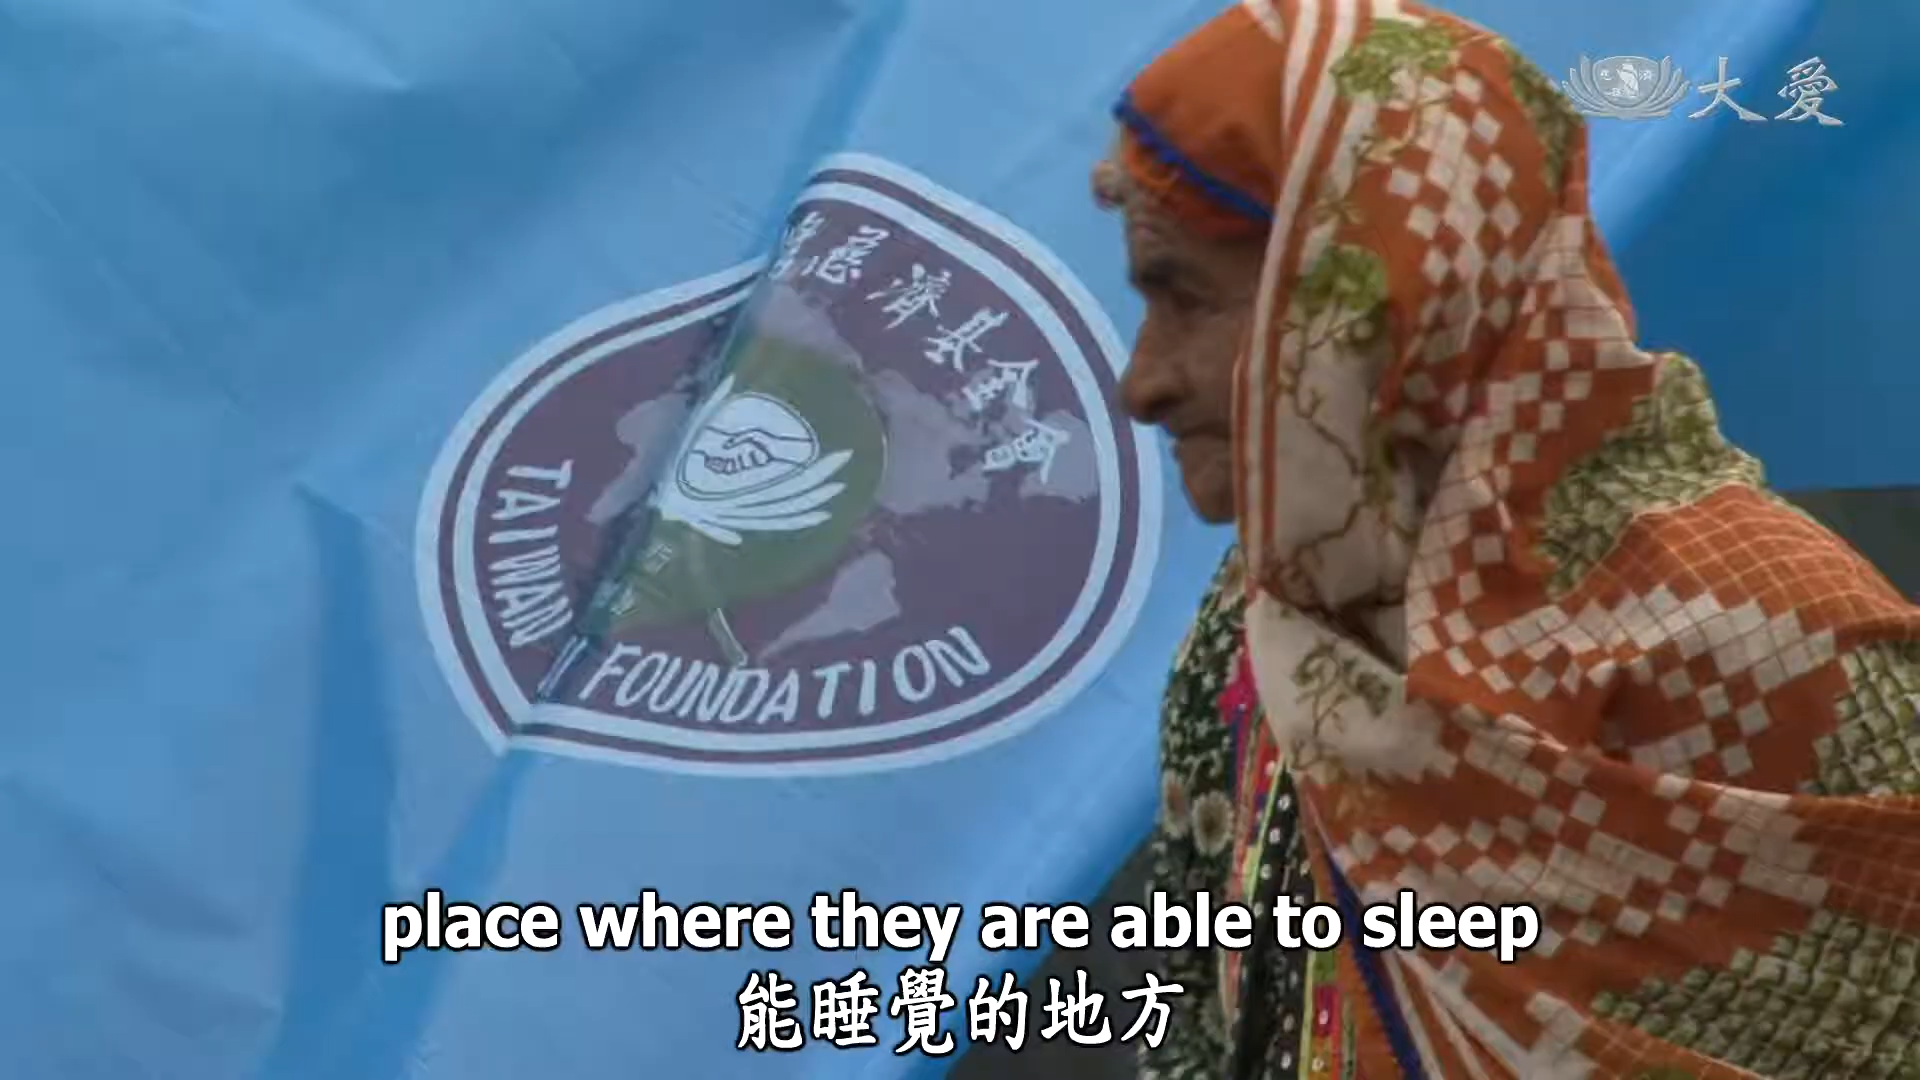 大愛
慈濟基金會
TAIWAN
FOUNDATION
place where they are able to sleep
能睡覺的地方